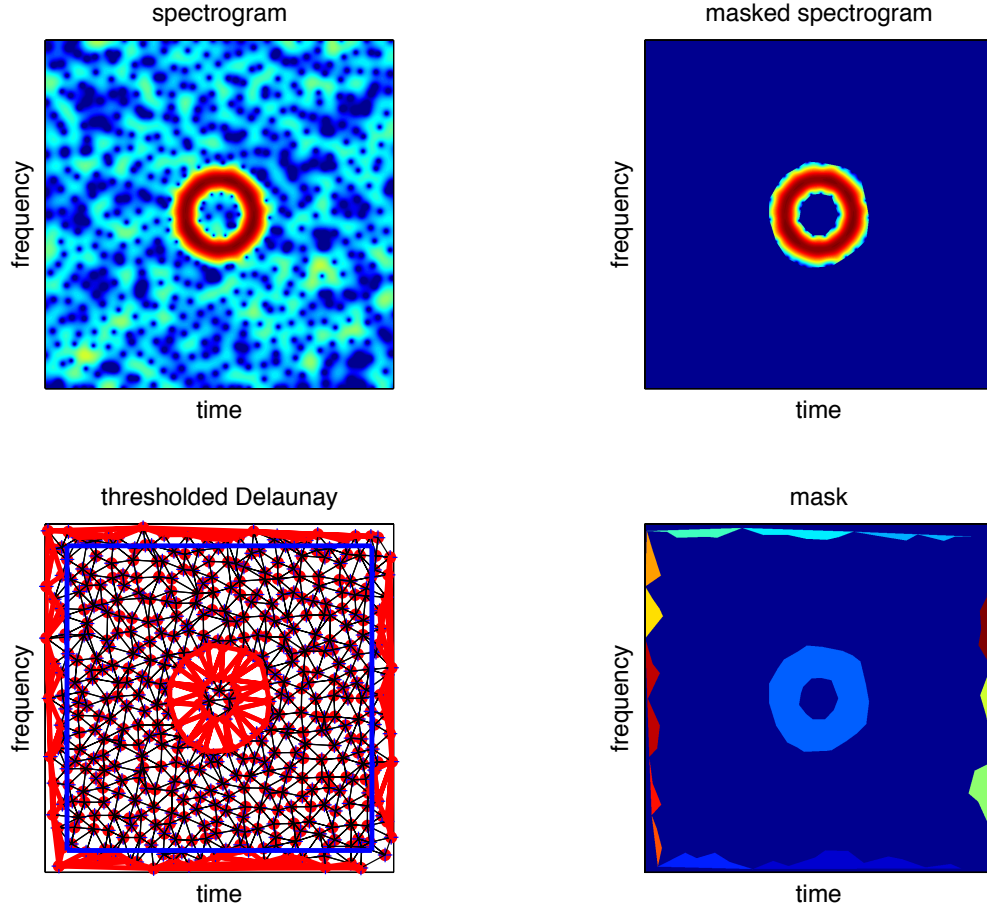 spectrogram
masked spectrogram
frequency
frequency
time
time
thresholded Delaunay
mask
frequency
frequency
time
time